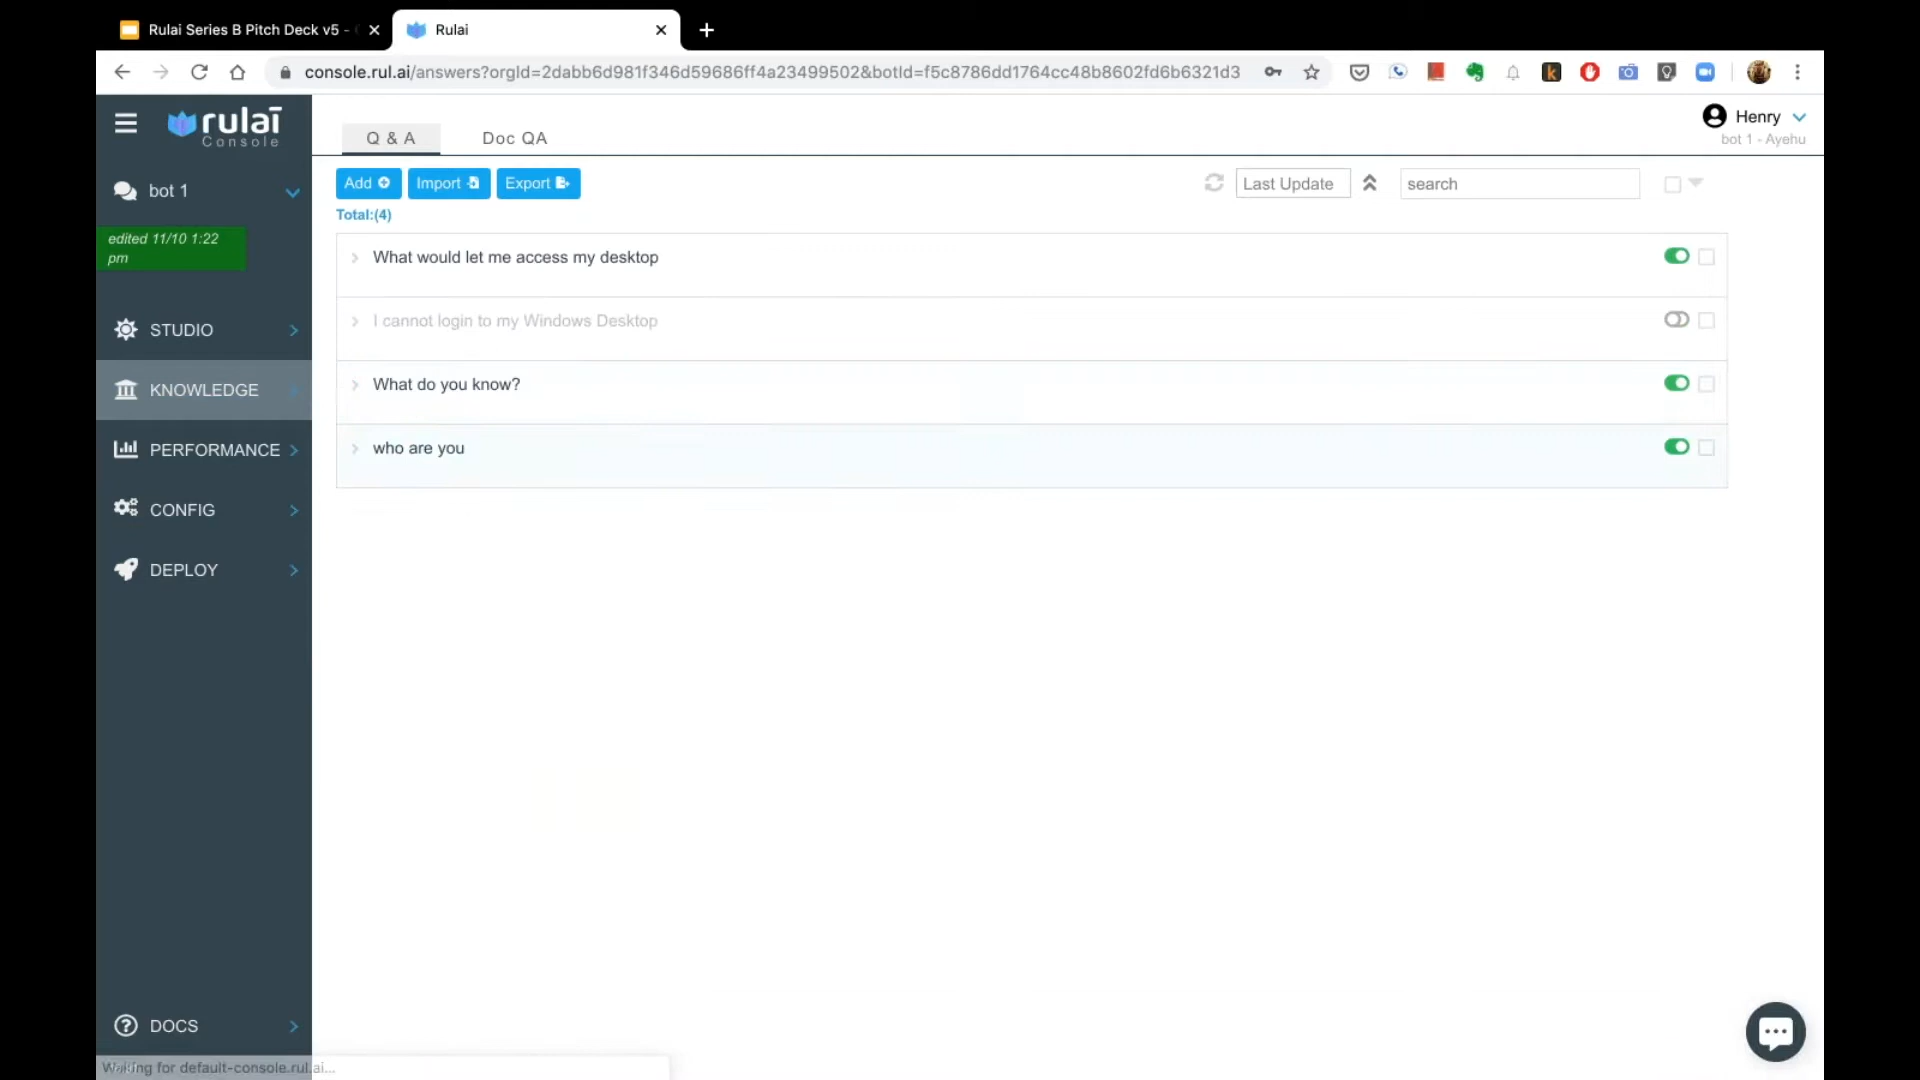 Rulai Series B Pitch Deck v5 -
Rulai
console.rul.ai/answers?orgId=2dabb6d981f346d59686ff4a23499502&botId=f5c8786dd1764cc48b8602fd6b6321d3
rulaī
Console
Henry
bot 1 - Ayehu
Q & A
Doc QA
bot 1
edited 11/10 1:22
pm
Add
Import
Export
Last Update
search
Total:(4)
What would let me access my desktop
I cannot login to my Windows Desktop
What do you know?
who are you
STUDIO
KNOWLEDGE
PERFORMANCE
CONFIG
DEPLOY
DOCS
Waiting for default-console.rul.ai...